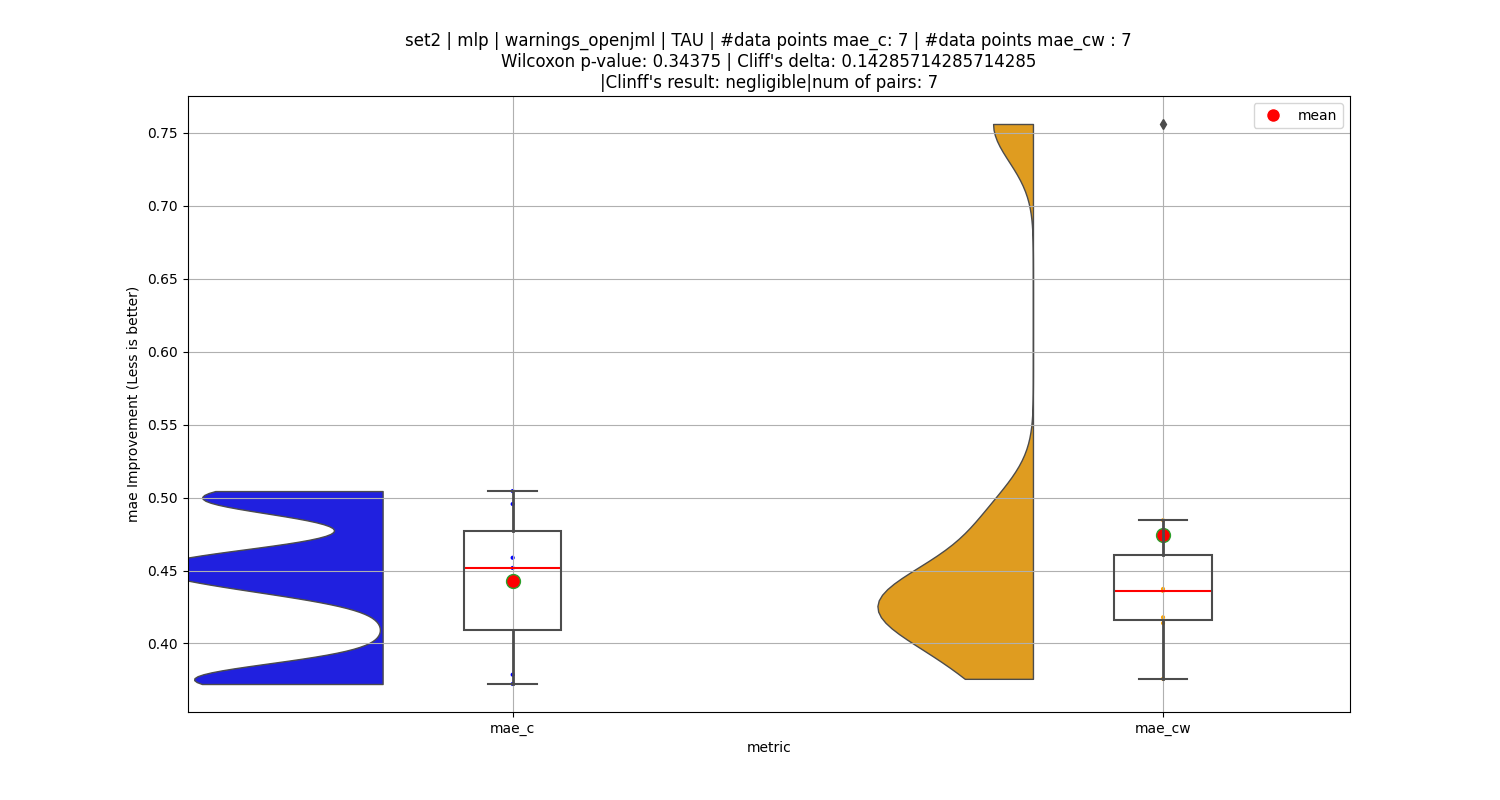 set2 | mlp | warnings_openjml | TAU | #data points mae_c: 7 | #data points mae_cw : 7
Wilcoxon p-value: 0.34375 | Cliff's delta: 0.14285714285714285
|Clinff's result: negligible|num of pairs: 7
mean
mae Improvement (Less is better)
0.75
0.70
0.65
0.60
0.55
0.50
0.45
0.40
mae_c
mae_cw
metric